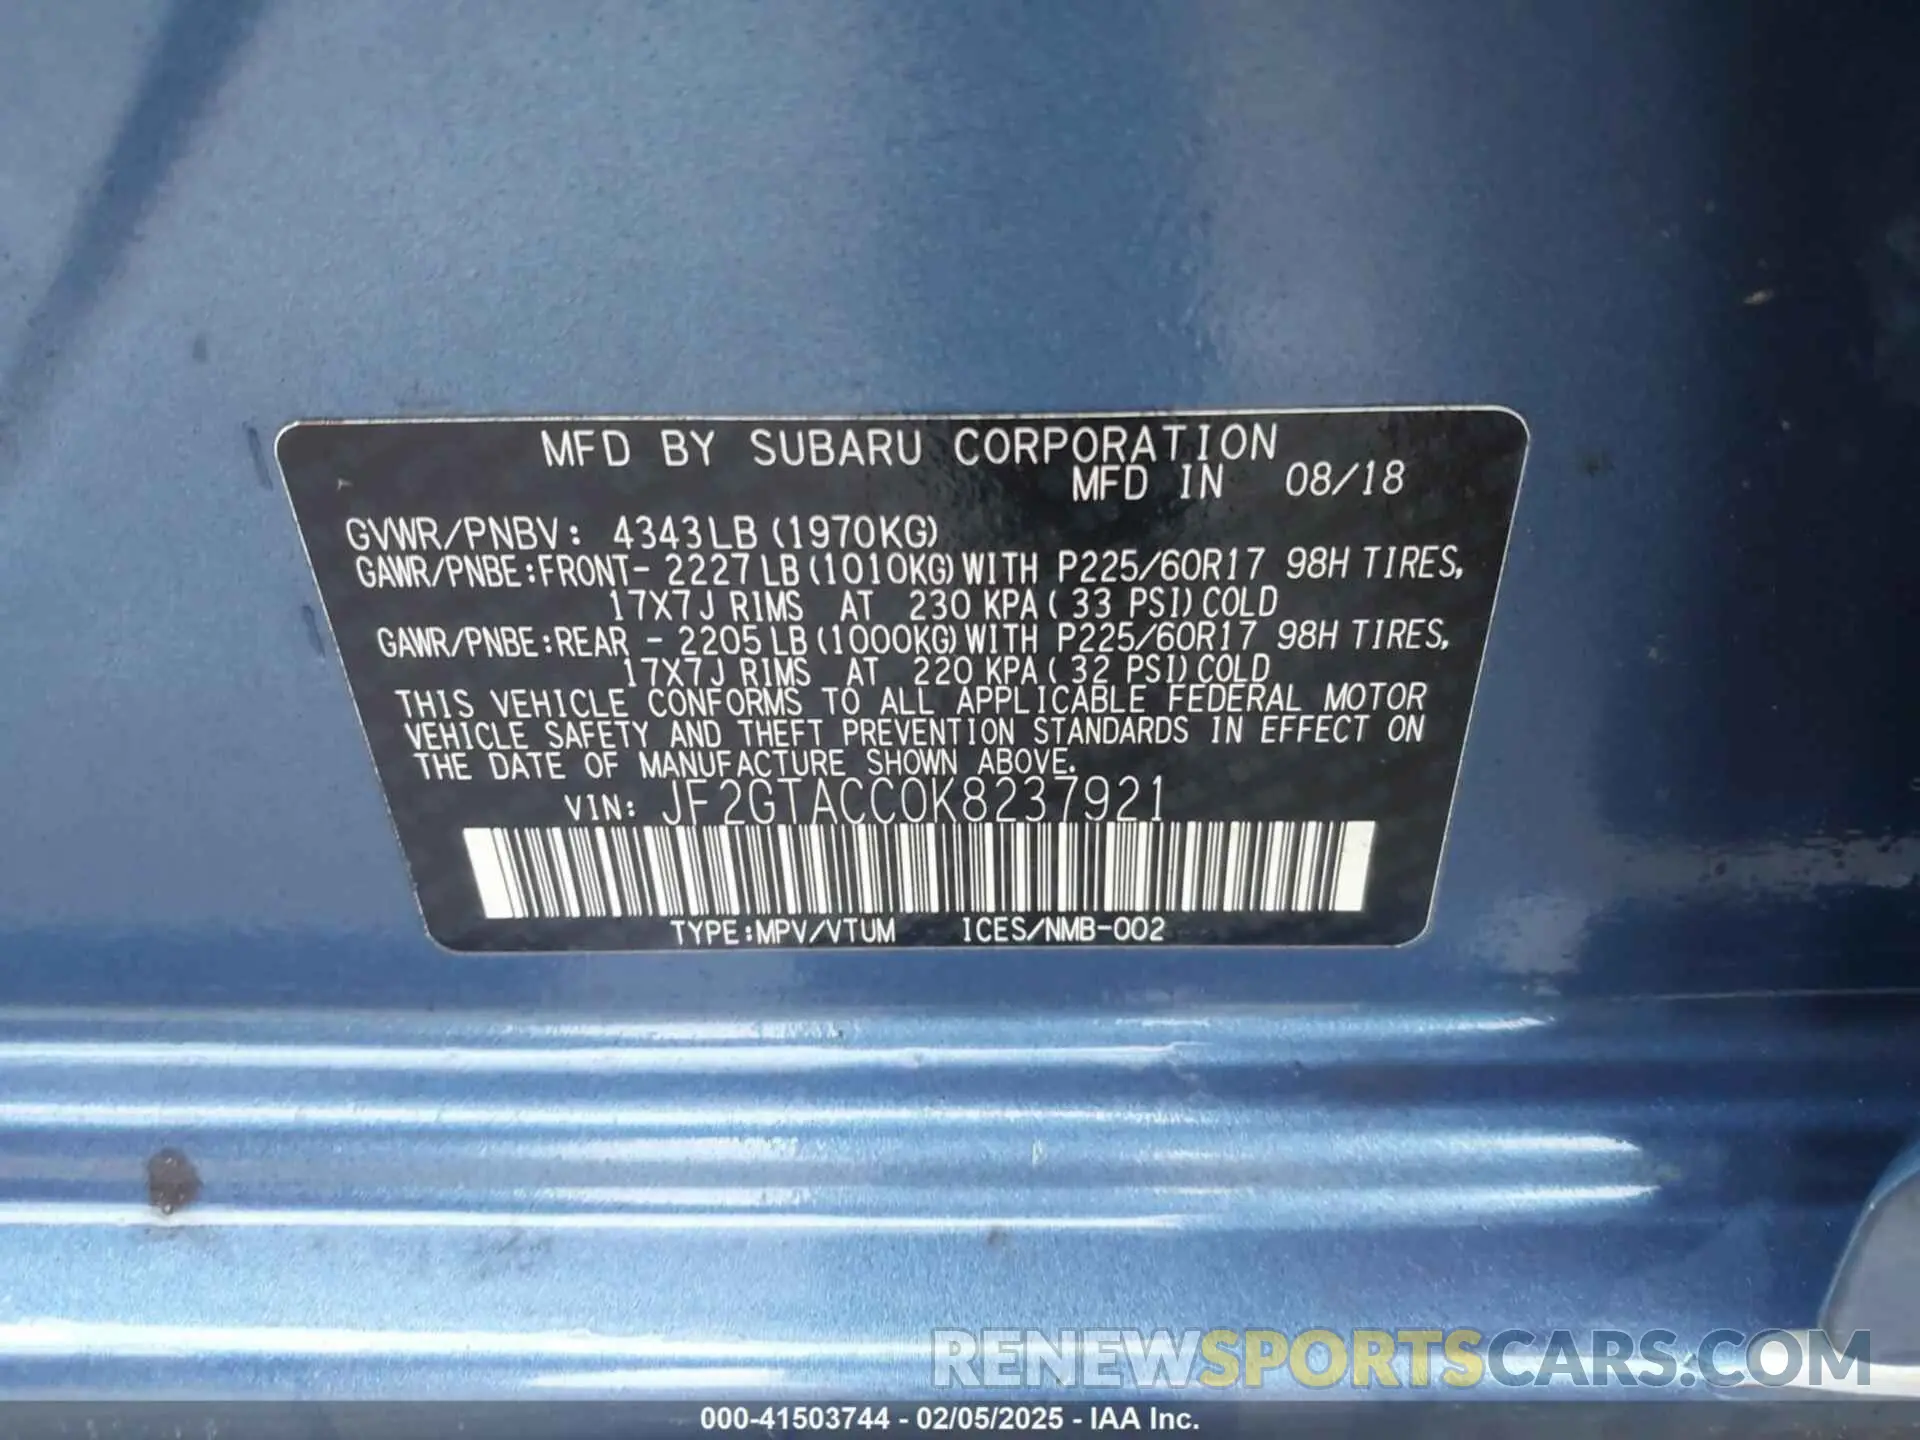 MFD BY SUBARU CORPORATION
MFD IN 08/18
GVWR/PNBV: 4343LB (1970KG)
GAWR/PNBE:FRONT- 2227LB (1010KG) WITH P225/60R17 98H TIRES,
17X7J RIMS AT 230 KPA ( 33 PSI) COLD
GAWR/PNBE:REAR - 2205LB (1000KG) WITH P225/60R17 98H TIRES,
17X7J RIMS AT 220 KPA ( 32 PSI) COLD
THIS VEHICLE CONFORMS TO ALL APPLICABLE FEDERAL MOTOR
VEHICLE SAFETY AND THEFT PREVENTION STANDARDS IN EFFECT ON
THE DATE OF MANUFACTURE SHOWN ABOVE.
VIN: JF2GTACC0K8237921
TYPE:MPV/VTUM ICES/NMB-002
RENEWSPORTSCARS.COM
000-41503744 - 02/05/2025 - IAA Inc.